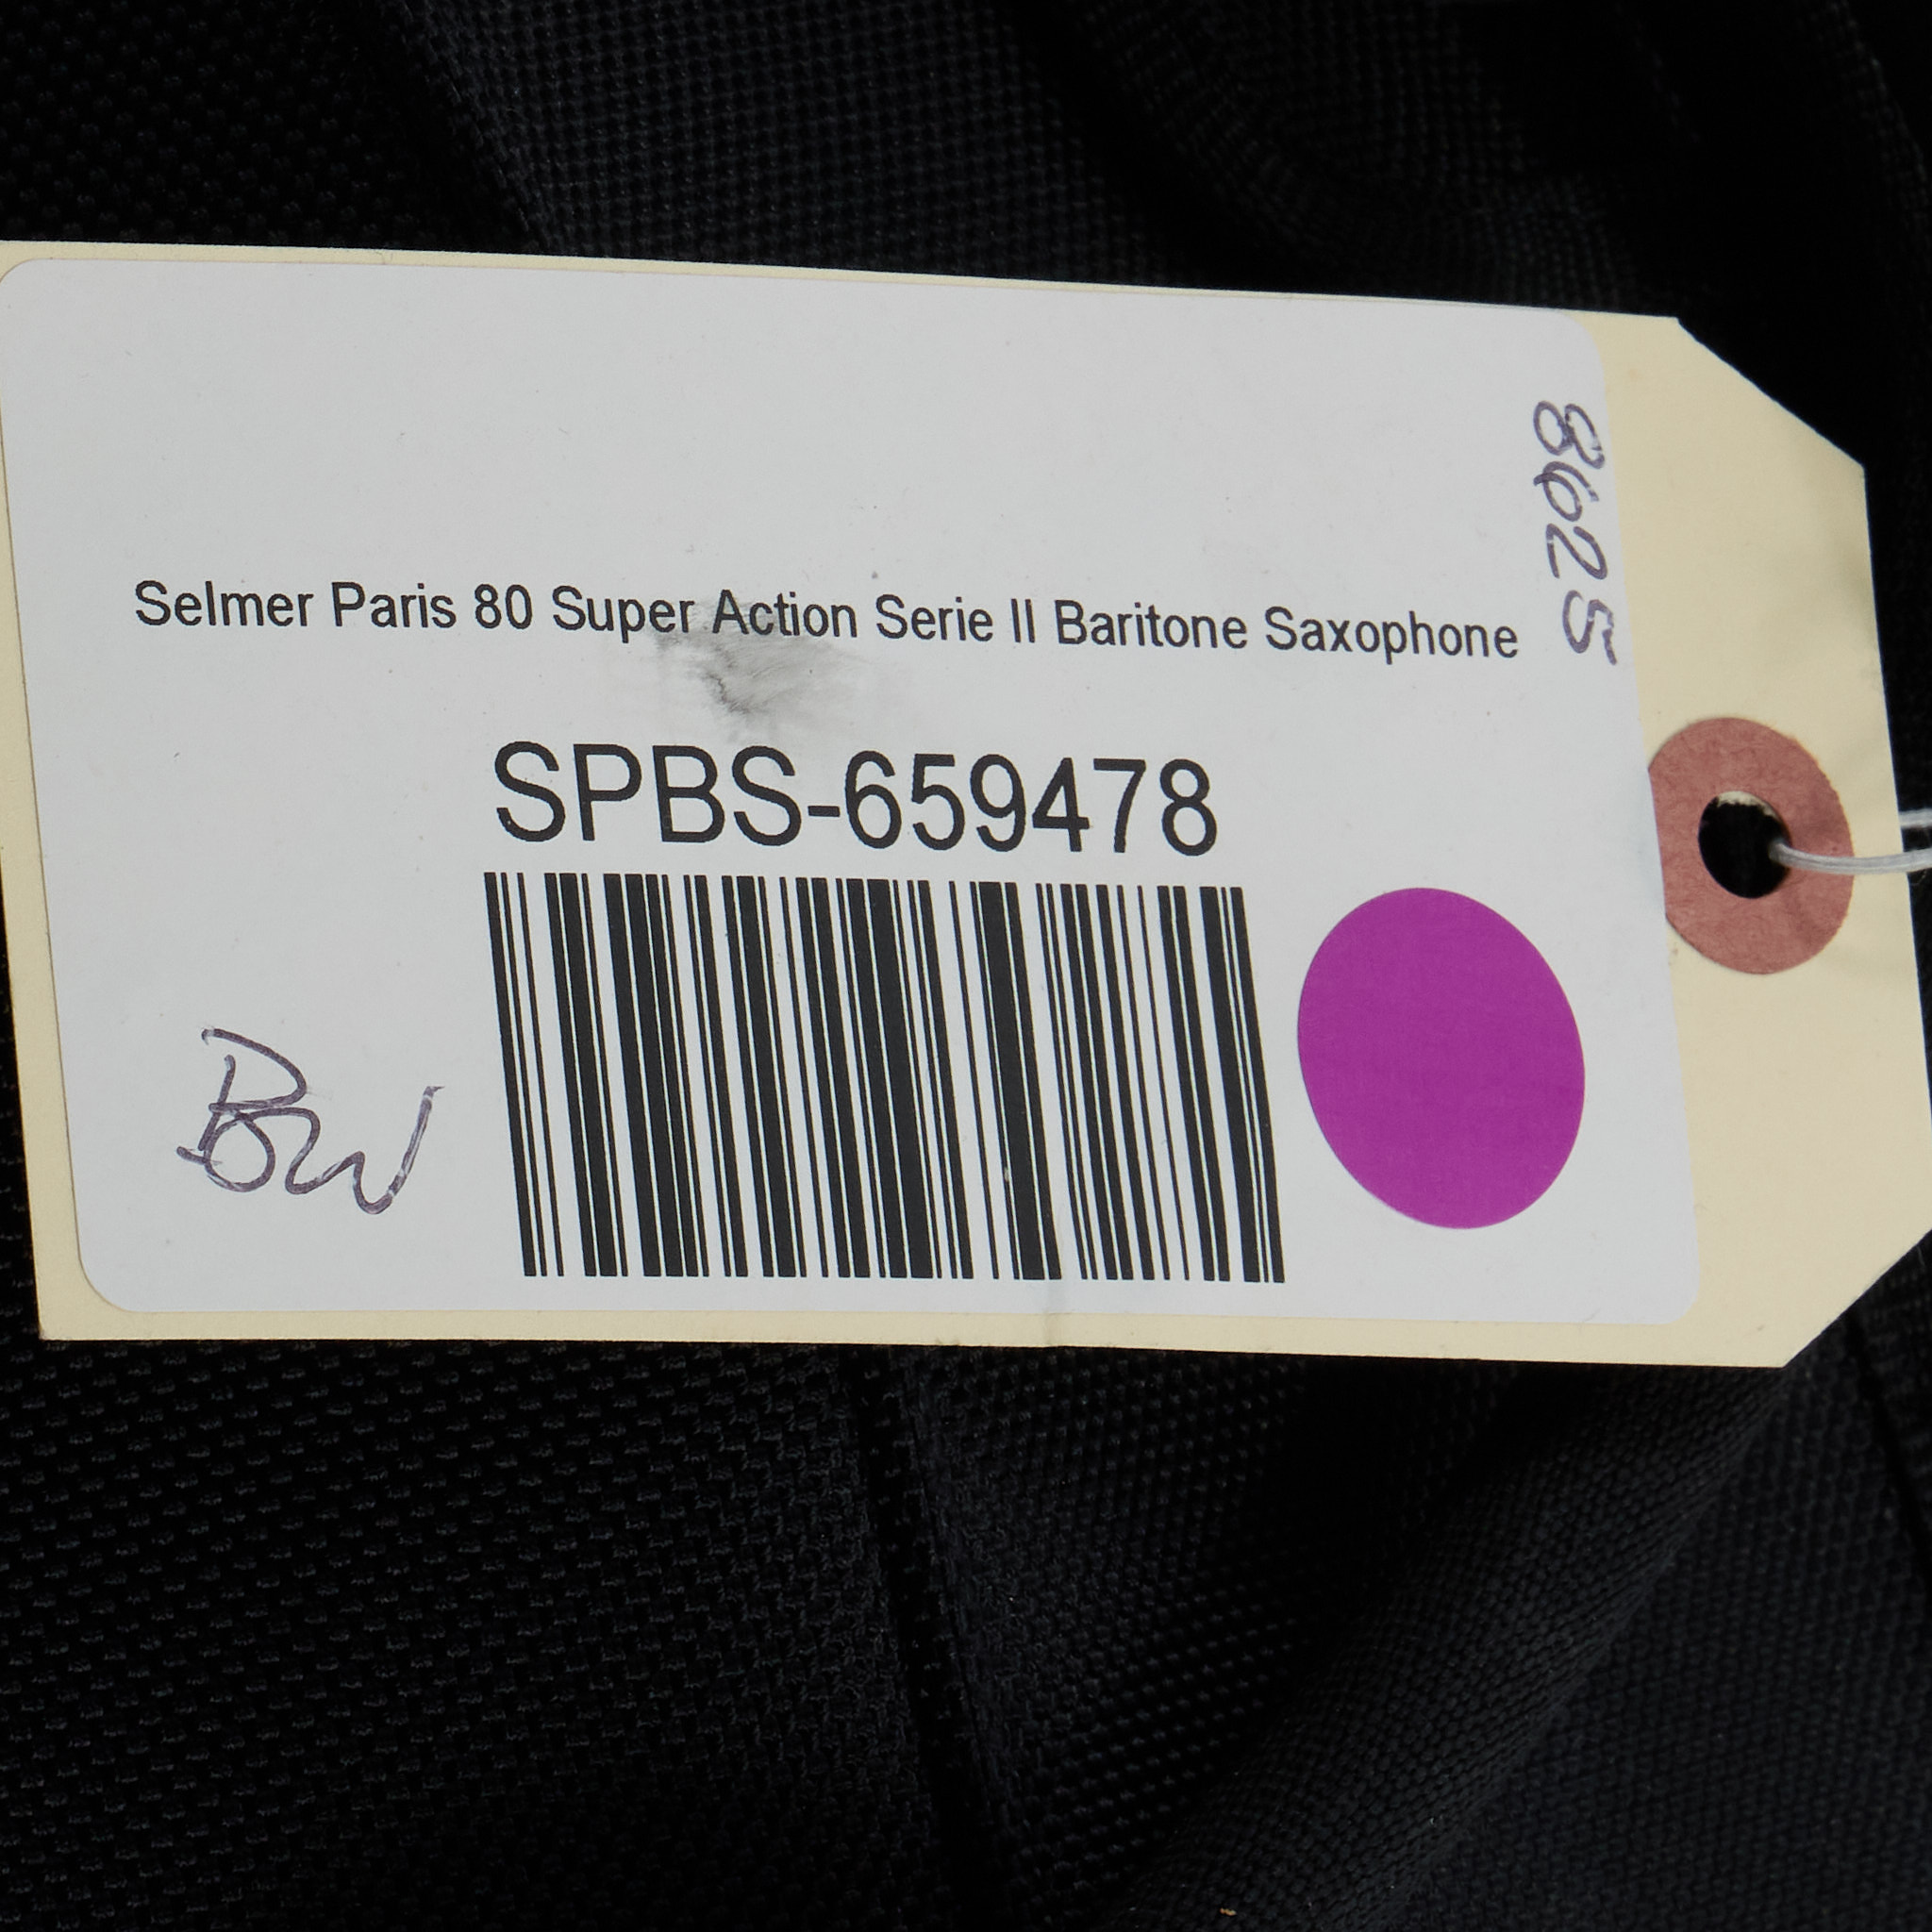 8625
Selmer Paris 80 Super Action Serie II Baritone Saxophone
SPBS-659478
BW